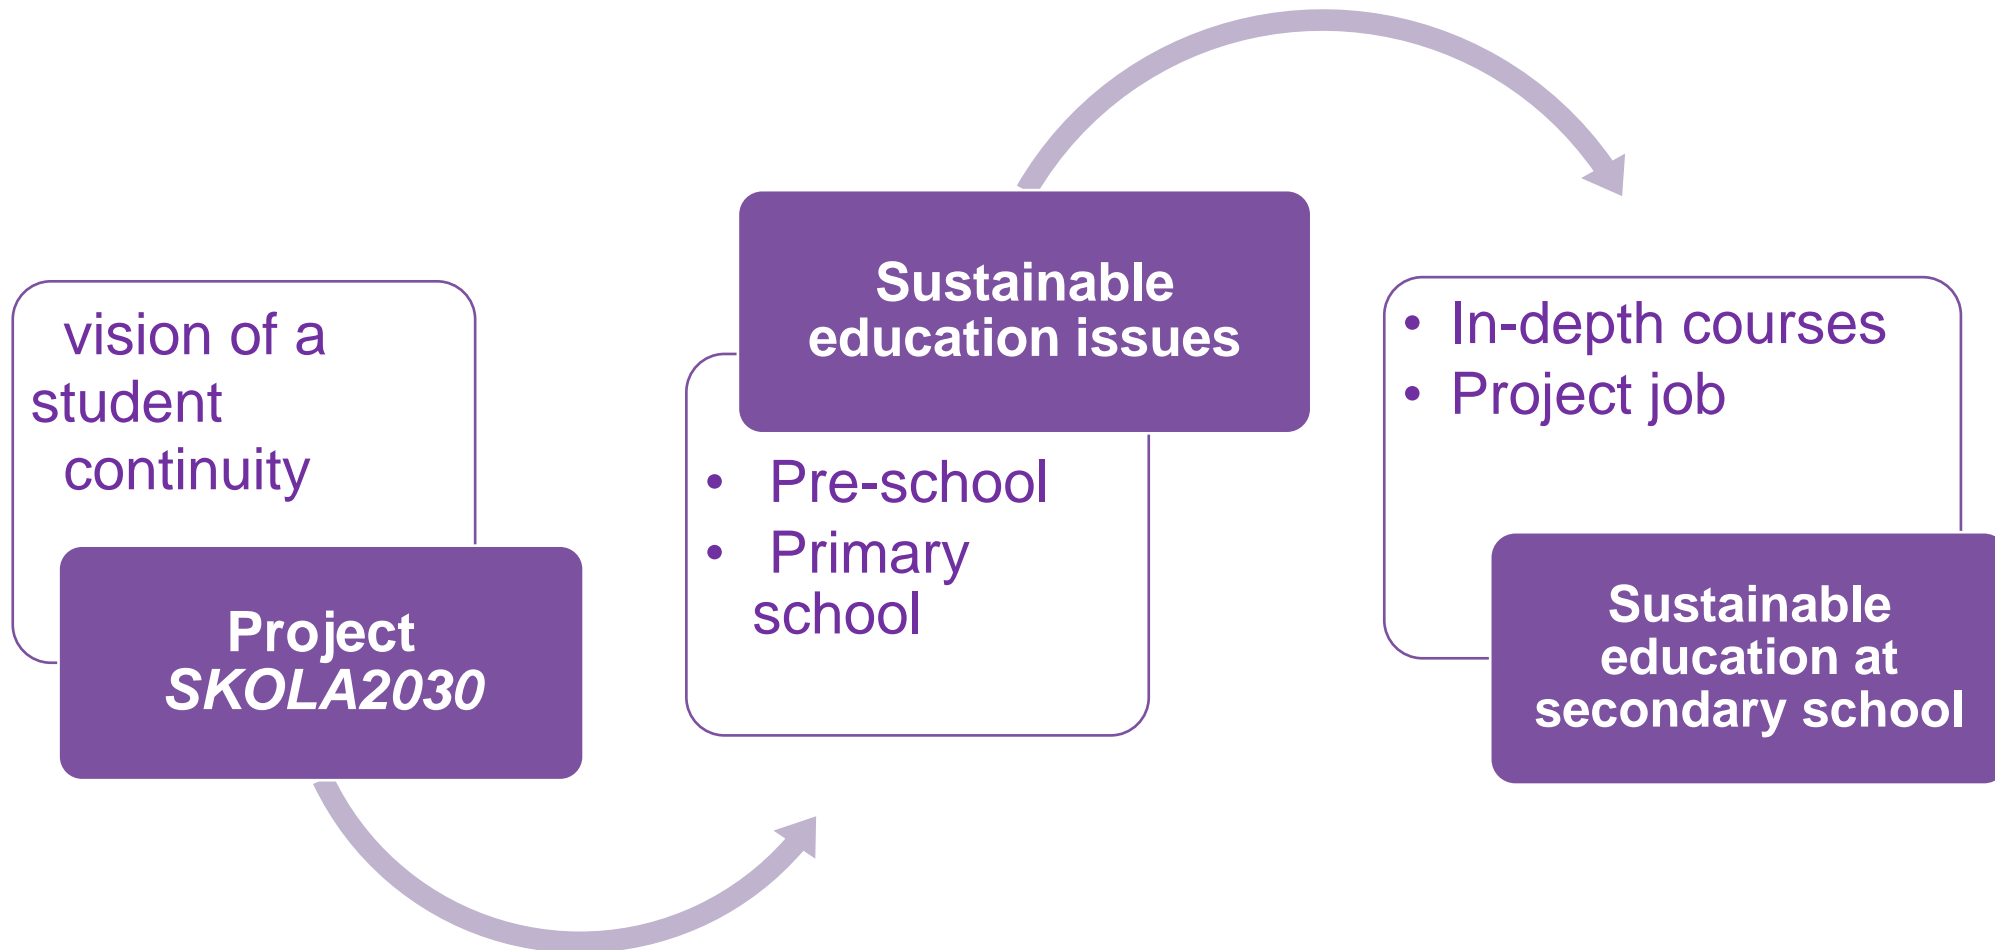 vision of a
student
continuity
Project
SKOLA2030
Sustainable
education issues
• Pre-school
• Primary
school
• In-depth courses
• Project job
Sustainable
education at
secondary school